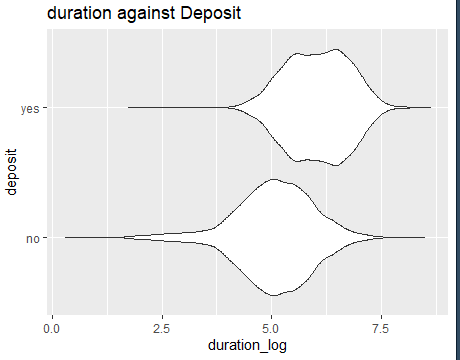 duration against Deposit
yes
deposit
no
0.0 2.5 5.0 7.5
duration_log